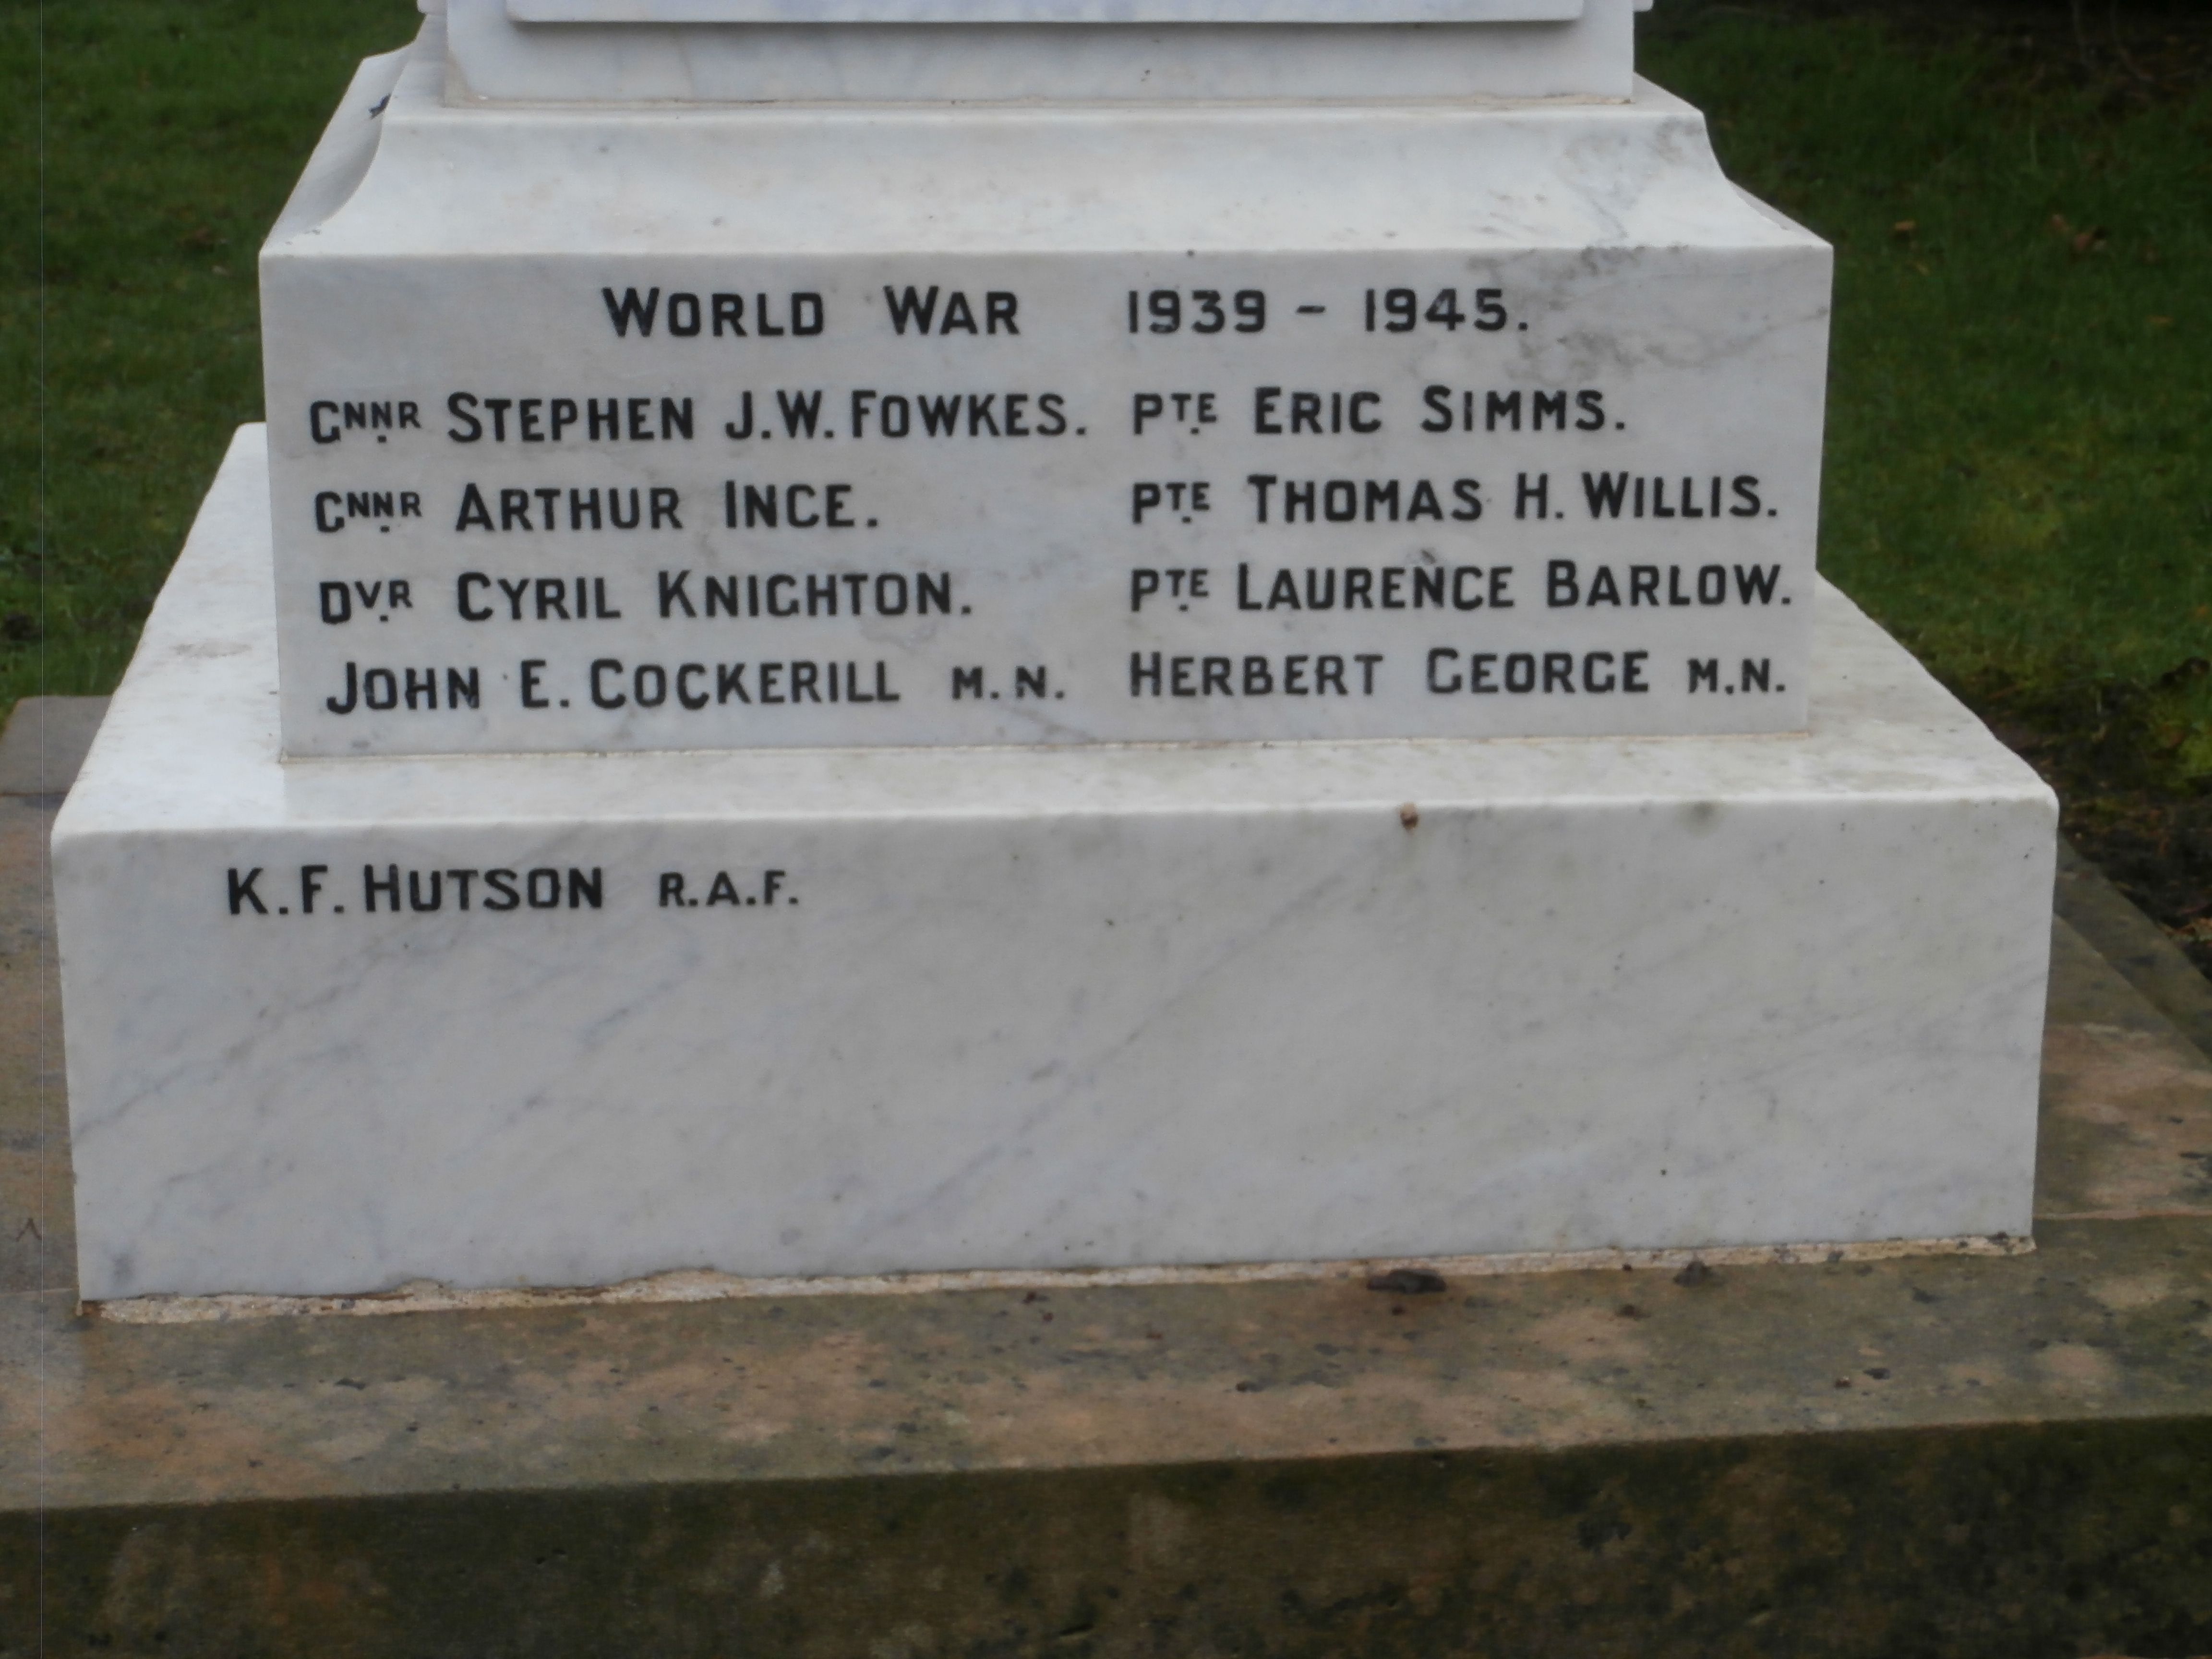 WORLD WAR 1939 - 1945.
GNNR STEPHEN J.W. FOWKES. PTE ERIC SIMMS.
GNNR ARTHUR INCE. PTE THOMAS H. WILLIS.
DVR CYRIL KNIGHTON. PTE LAURENCE BARLOW.
JOHN E. COCKERILL M.N. HERBERT GEORGE M.N.
K.F. HUTSON R.A.F.